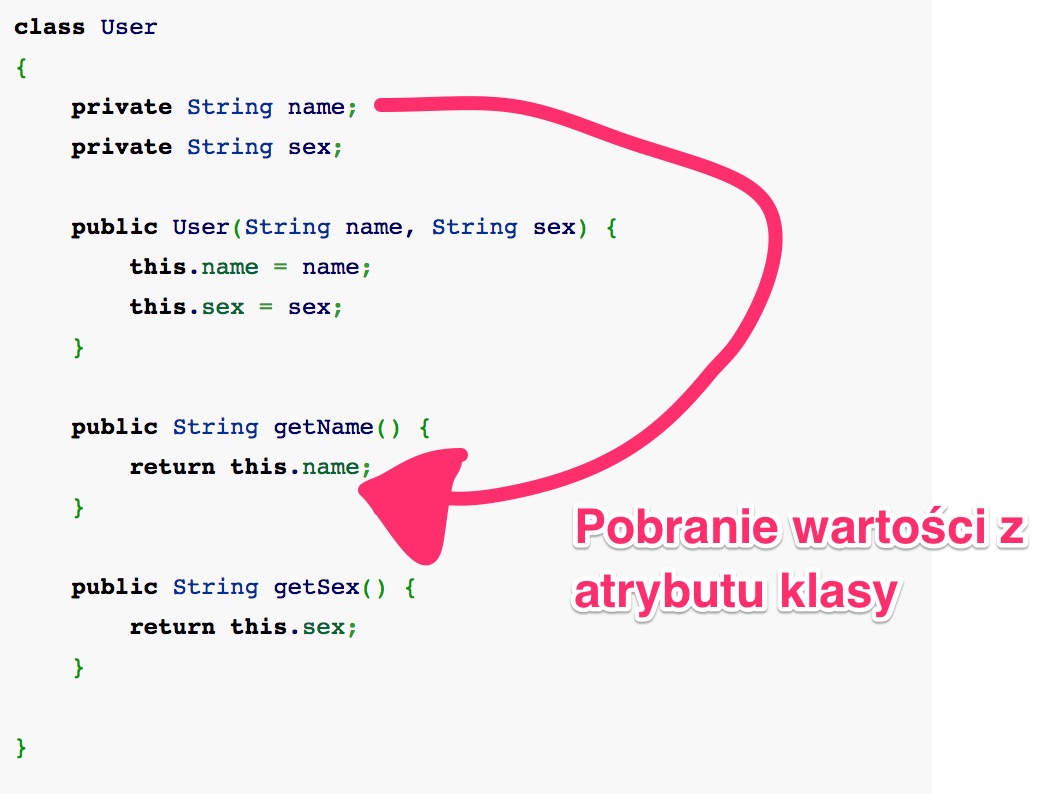 class User
{
    private String name;
    private String sex;

    public User(String name, String sex) {
        this.name = name;
        this.sex = sex;
    }

    public String getName() {
        return this.name;
    }

    public String getSex() {
        return this.sex;
    }

}
Pobranie wartości z
atrybutu klasy